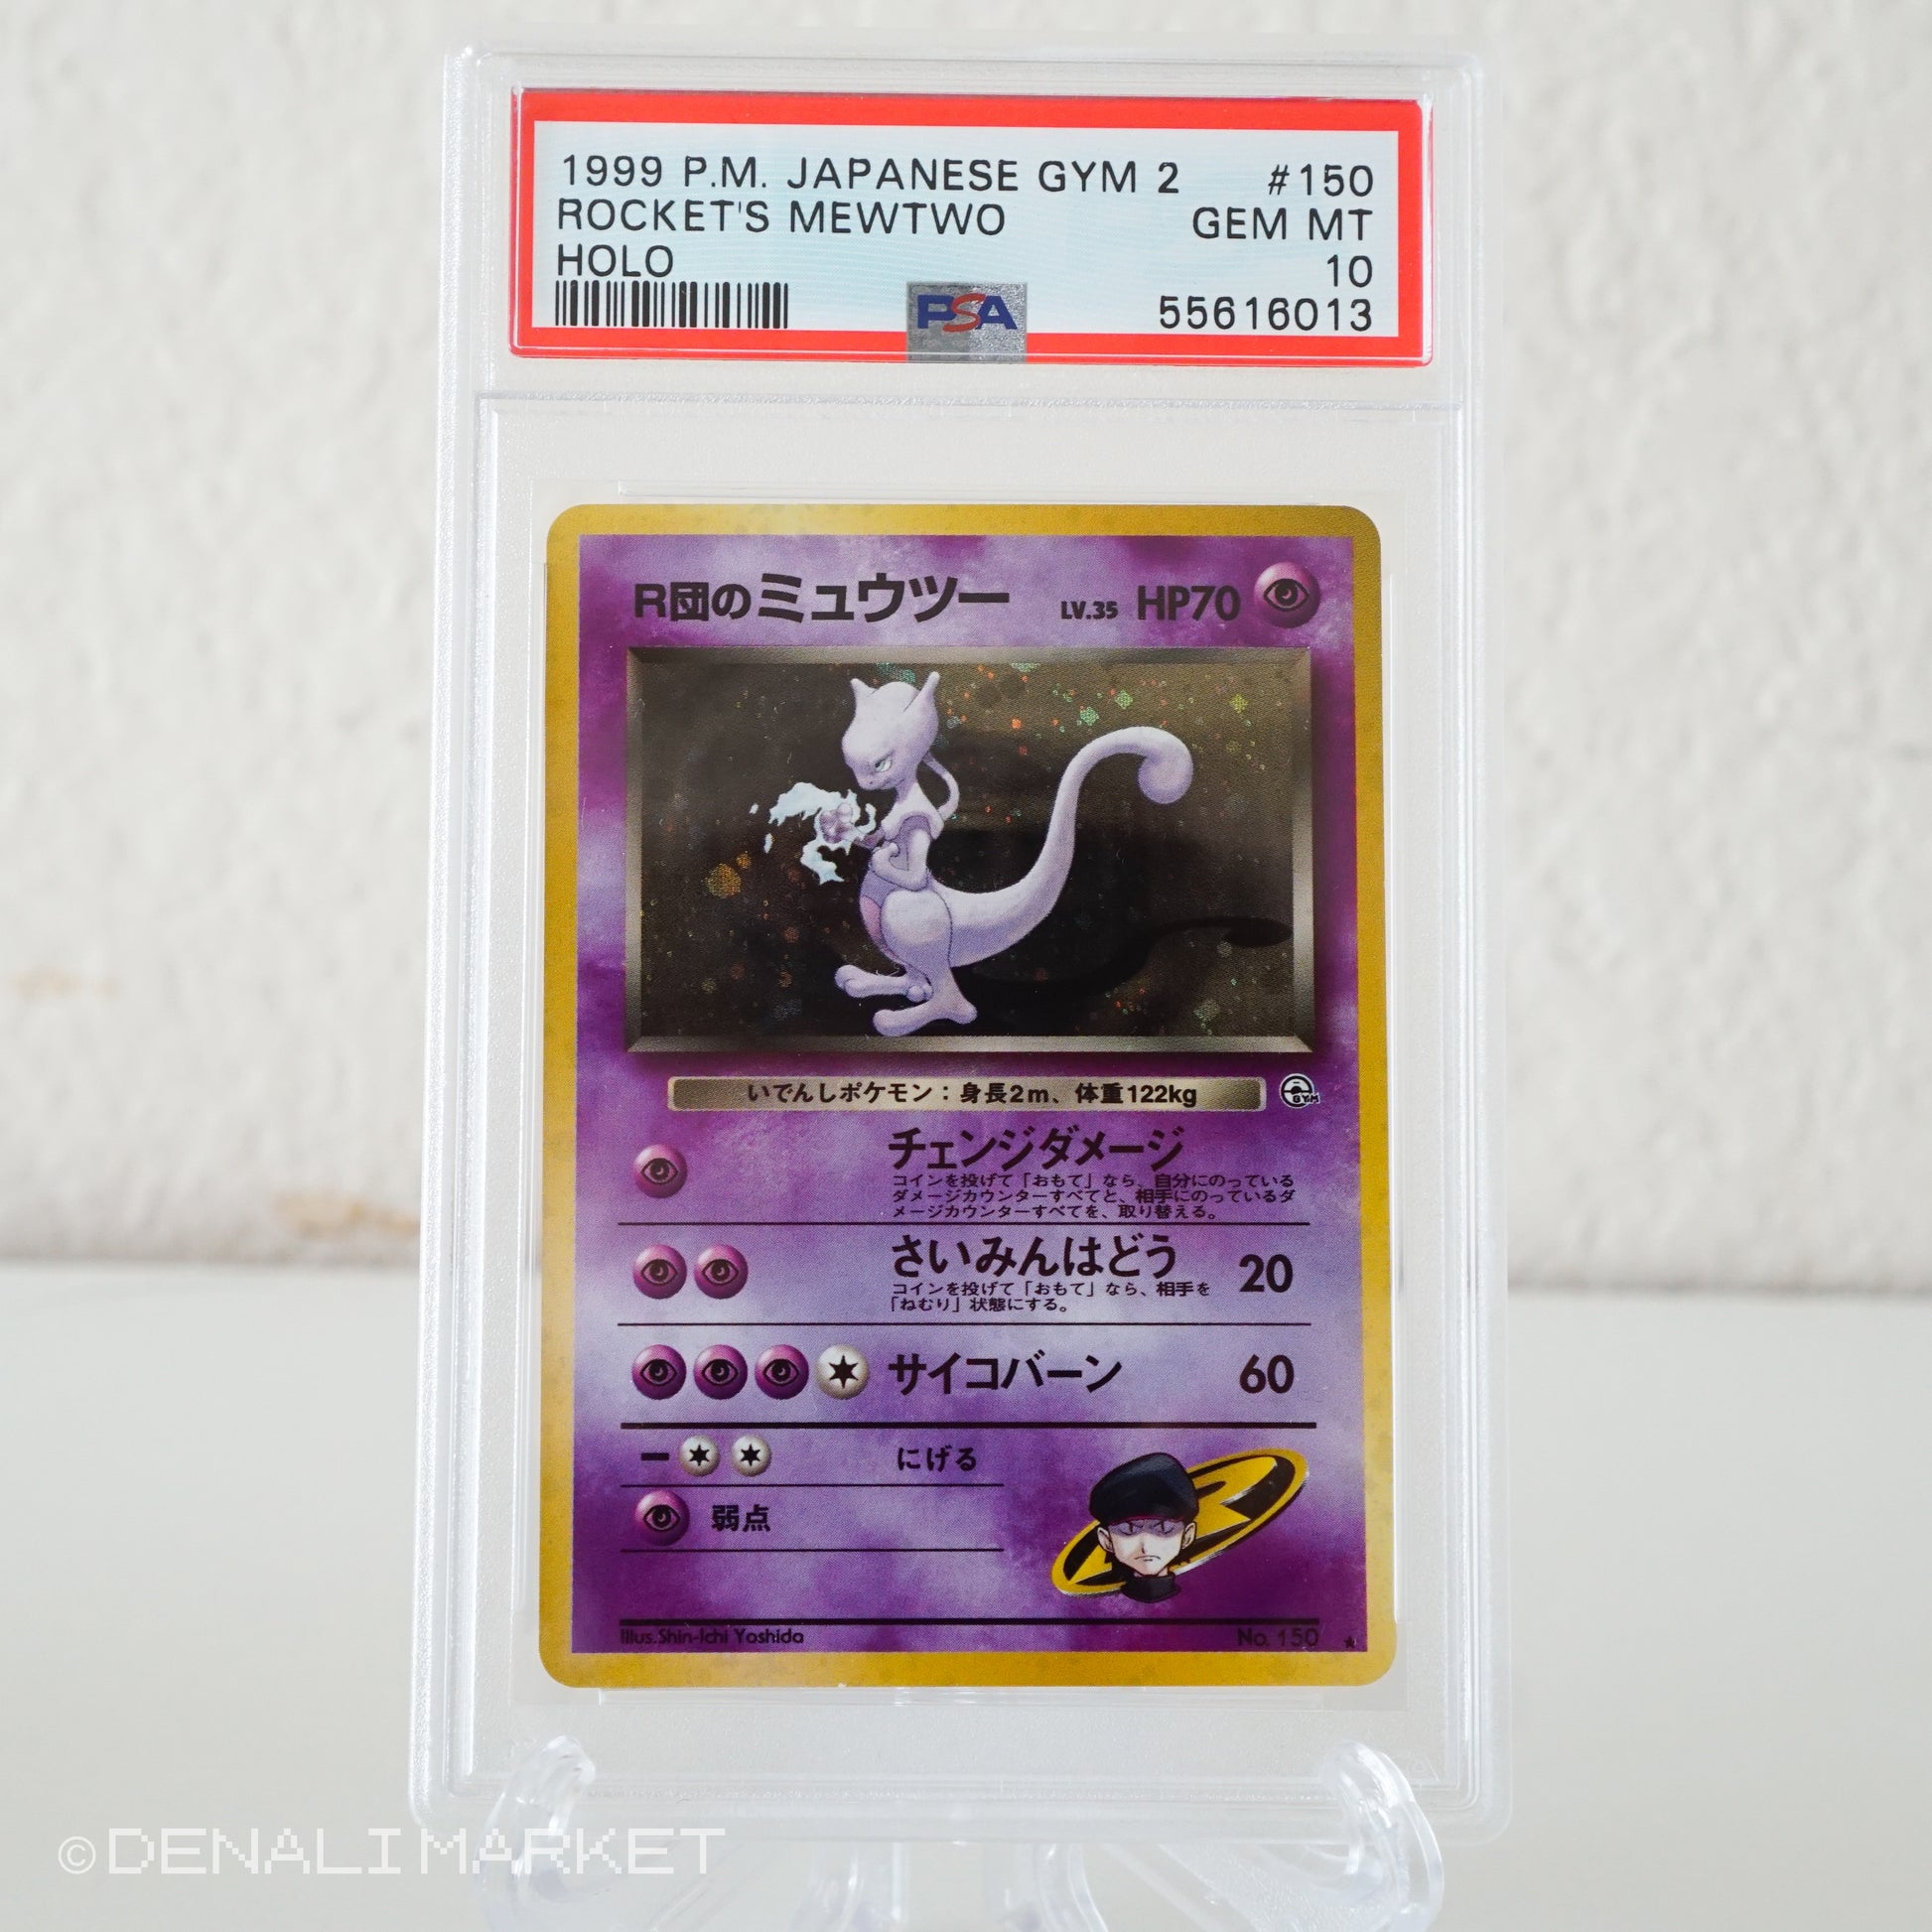 1999 P.M. JAPANESE GYM 2 #150
ROCKET'S MEWTWO GEM MT
HOLO 10
PSA 55616013
R団のミュウツー LV.35 HP70
いでんしポケモン：身長2m、体重122kg
GYM
チェンジダメージ
コインを投げて「おもて」なら、自分にのっている
ダメージカウンターすべてと、相手にのっているダ
メージカウンターすべてを、取り替える。
さいみんはどう 20
コインを投げて「おもて」なら、相手を
「ねむり」状態にする。
サイコバーン 60
にげる
弱点
R
Illus.Shin-Ichi Yoshida No. 150 ★
©DENALI MARKET